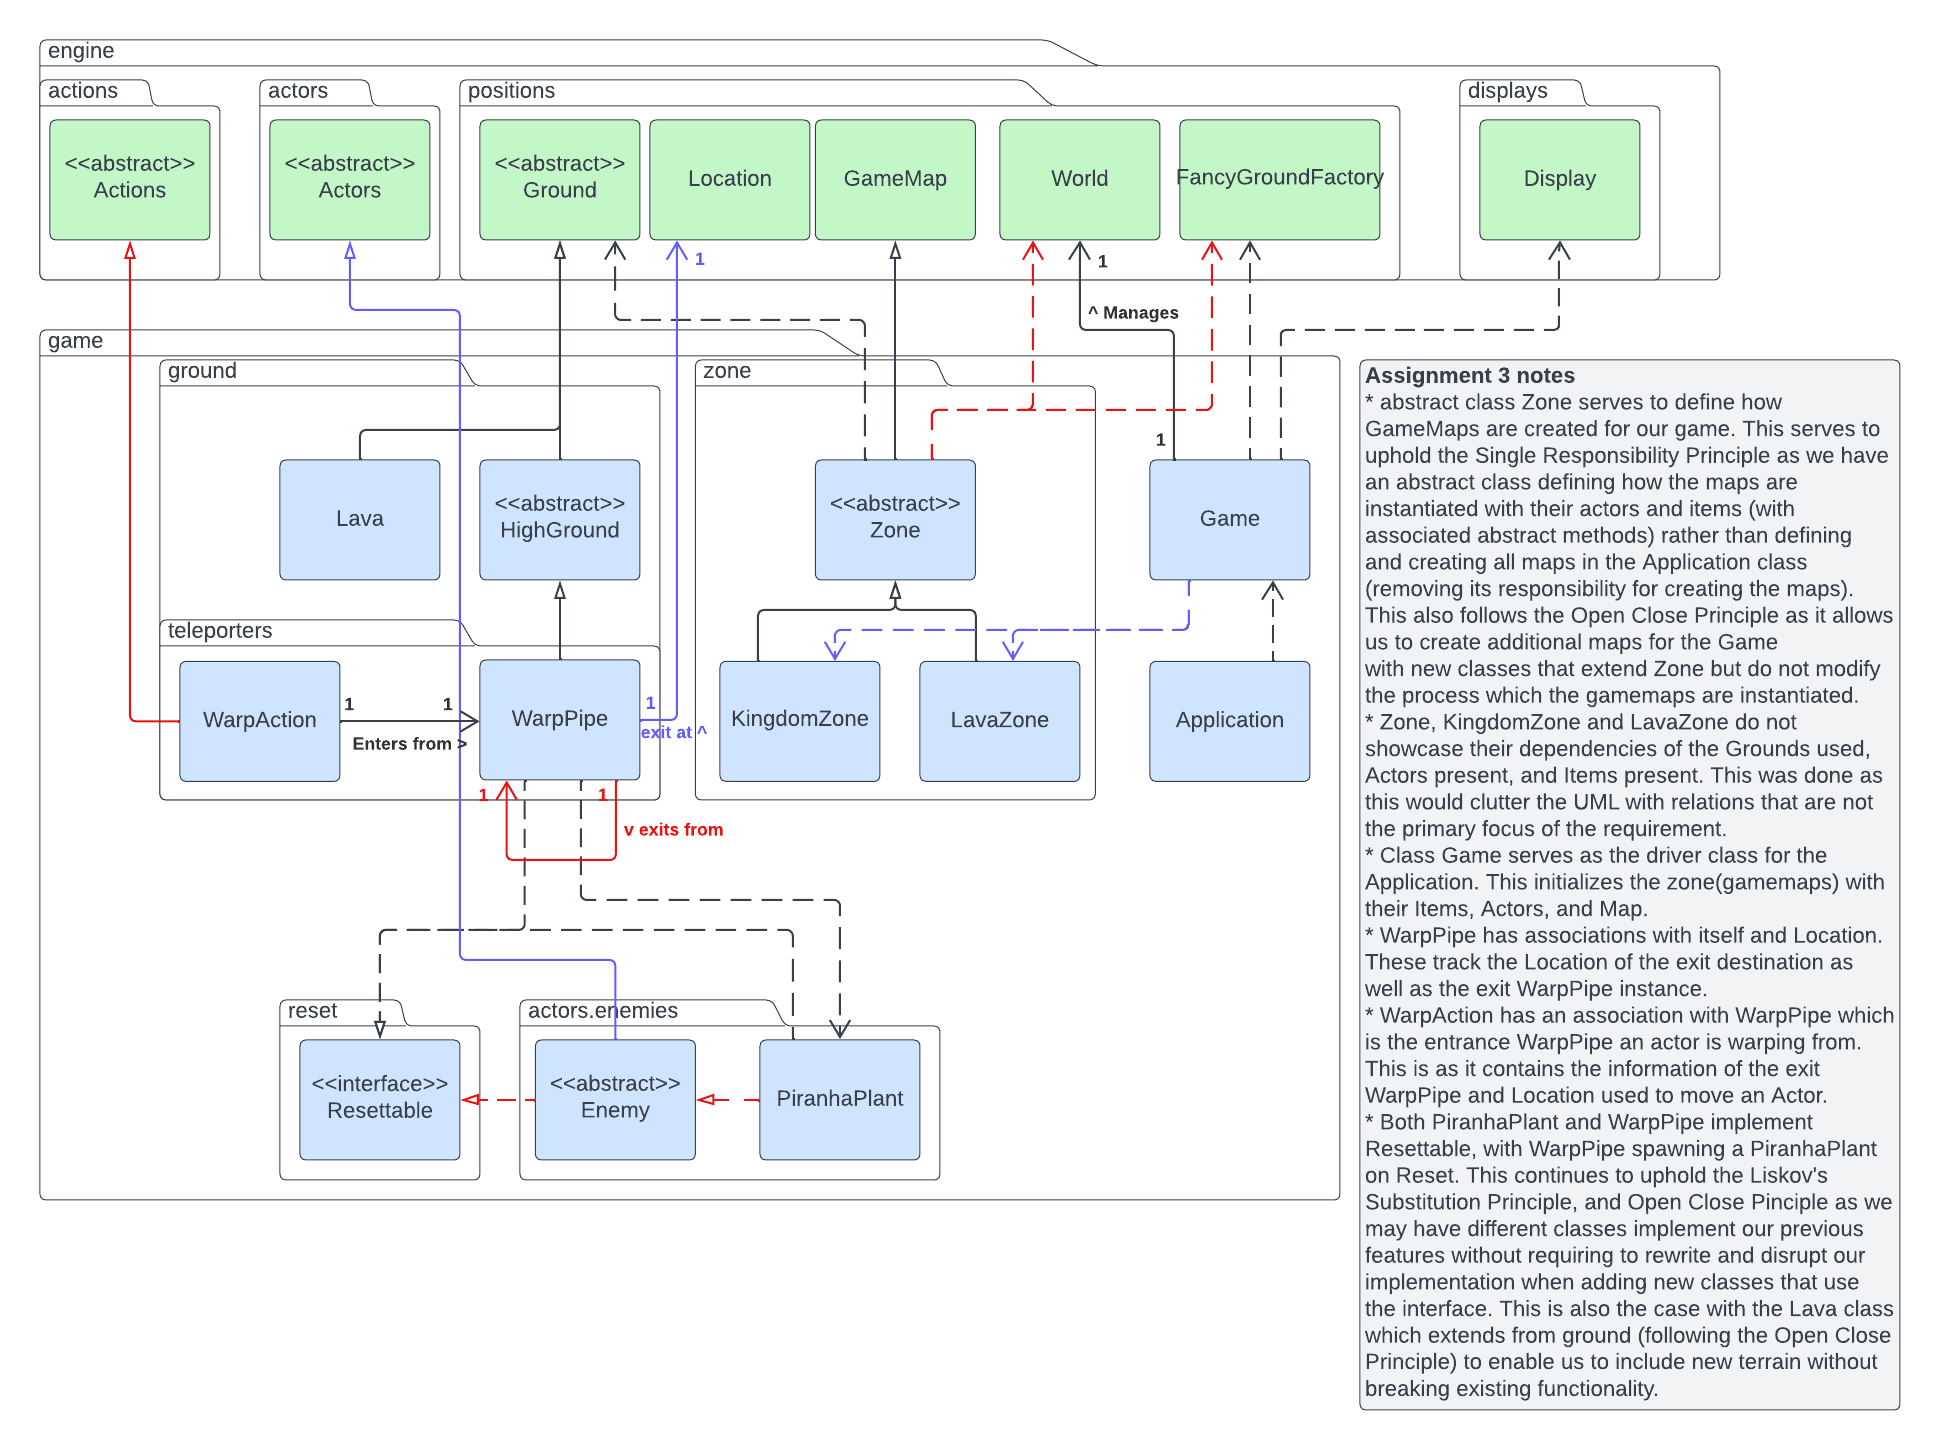 engine
actions
actors
positions
displays
<<abstract>>
Actions
<<abstract>>
Actors
<<abstract>>
Ground
Location
GameMap
World
FancyGroundFactory
Display
1
1
^ Manages
game
ground
zone
1
Lava
<<abstract>>
HighGround
<<abstract>>
Zone
Game
teleporters
WarpAction
1
1
Enters from >
WarpPipe
1
exit at ^
KingdomZone
LavaZone
Application
1
1
v exits from
reset
actors.enemies
<<interface>>
Resettable
<<abstract>>
Enemy
PiranhaPlant
Assignment 3 notes
* abstract class Zone serves to define how
GameMaps are created for our game. This serves to
uphold the Single Responsibility Principle as we have
an abstract class defining how the maps are
instantiated with their actors and items (with
associated abstract methods) rather than defining
and creating all maps in the Application class
(removing its responsibility for creating the maps).
This also follows the Open Close Principle as it allows
us to create additional maps for the Game
with new classes that extend Zone but do not modify
the process which the gamemaps are instantiated.
* Zone, KingdomZone and LavaZone do not
showcase their dependencies of the Grounds used,
Actors present, and Items present. This was done as
this would clutter the UML with relations that are not
the primary focus of the requirement.
* Class Game serves as the driver class for the
Application. This initializes the zone(gamemaps) with
their Items, Actors, and Map.
* WarpPipe has associations with itself and Location.
These track the Location of the exit destination as
well as the exit WarpPipe instance.
* WarpAction has an association with WarpPipe which
is the entrance WarpPipe an actor is warping from.
This is as it contains the information of the exit
WarpPipe and Location used to move an Actor.
* Both PiranhaPlant and WarpPipe implement
Resettable, with WarpPipe spawning a PiranhaPlant
on Reset. This continues to uphold the Liskov's
Substitution Principle, and Open Close Pinciple as we
may have different classes implement our previous
features without requiring to rewrite and disrupt our
implementation when adding new classes that use
the interface. This is also the case with the Lava class
which extends from ground (following the Open Close
Principle) to enable us to include new terrain without
breaking existing functionality.